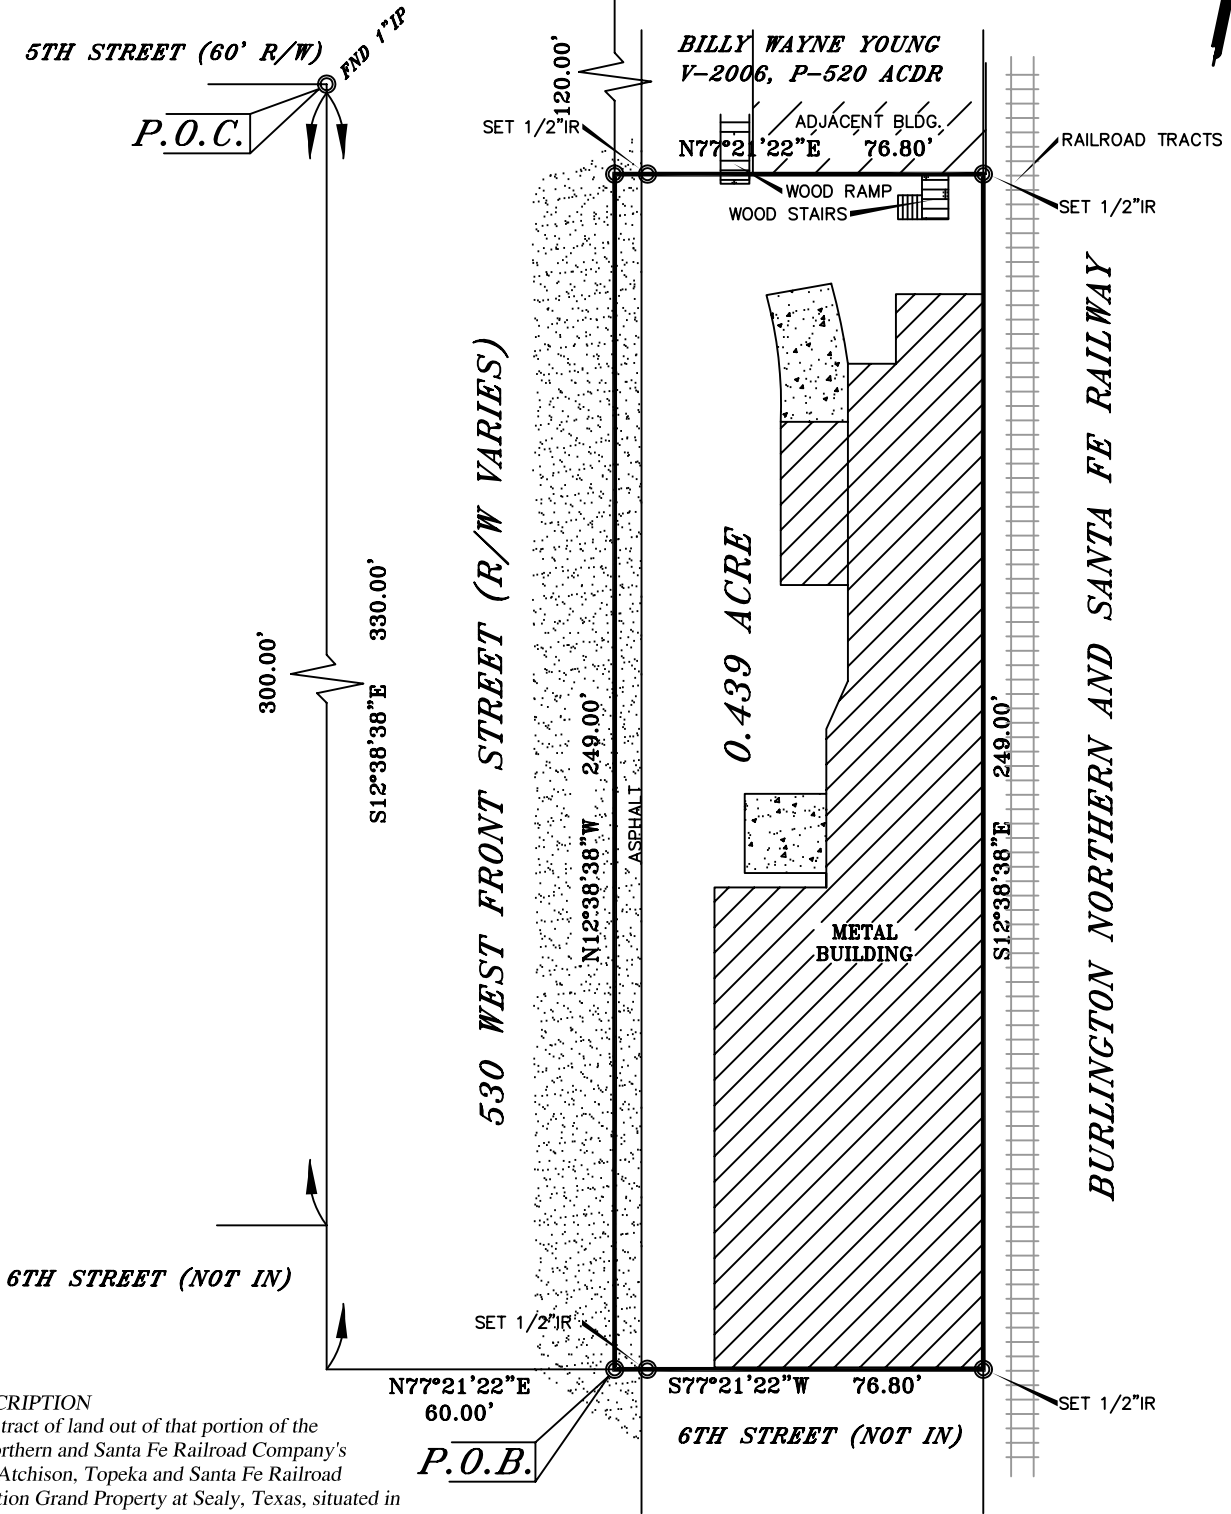 5TH STREET (60' R/W)
FND 1"IP
P.O.C.
120.00'
BILLY WAYNE YOUNG
V-2006, P-520 ACDR
ADJACENT BLDG.
SET 1/2"IR
N77°21'22"E 76.80'
RAILROAD TRACTS
WOOD RAMP
WOOD STAIRS
SET 1/2"IR
530 WEST FRONT STREET (R/W VARIES)
BURLINGTON NORTHERN AND SANTA FE RAILWAY
0.439 ACRE
300.00'
S12°38'38"E 330.00'
N12°38'38"W 249.00'
ASPHALT
S12°38'38"E 249.00'
METAL
BUILDING
6TH STREET (NOT IN)
SET 1/2"IR
N77°21'22"E
60.00'
S77°21'22"W 76.80'
SET 1/2"IR
6TH STREET (NOT IN)
P.O.B.
CRIPTION
tract of land out of that portion of the
orthern and Santa Fe Railroad Company's
Atchison, Topeka and Santa Fe Railroad
tion Grand Property at Sealy, Texas, situated in